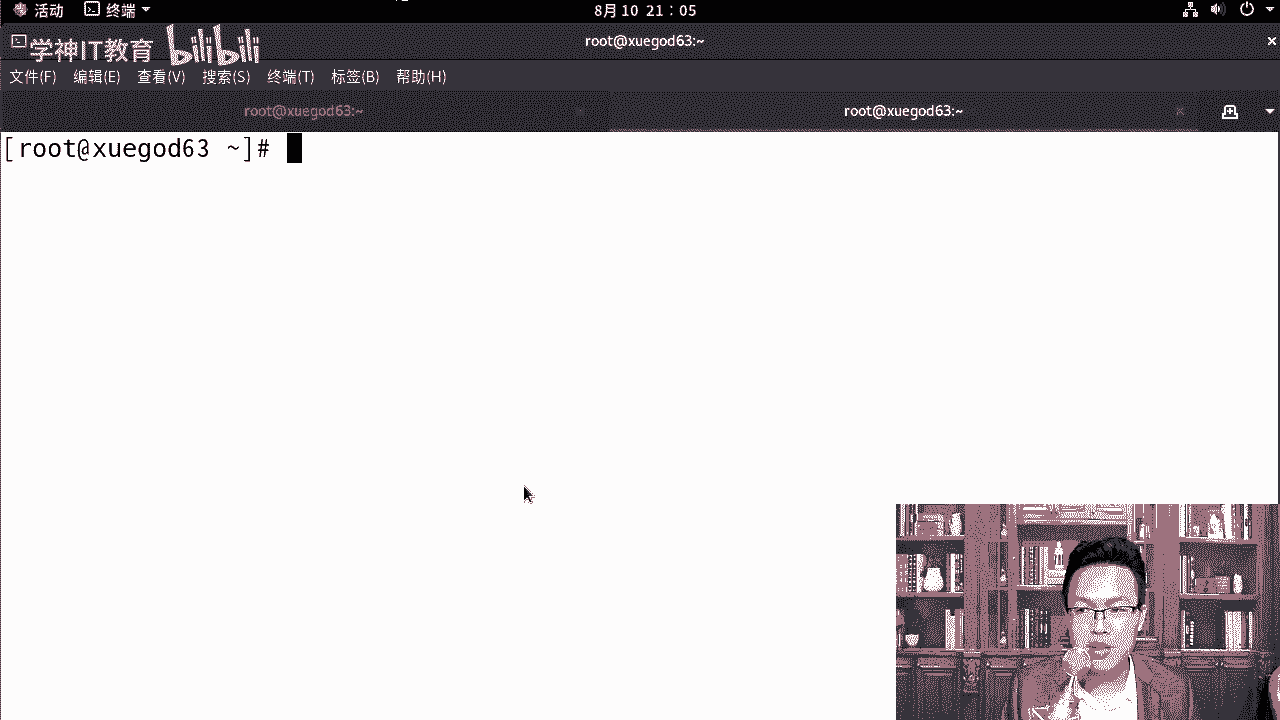 活动 终端 8月 10 21：05
学神IT教育 bilibili root@xuegod63:~
文件(F) 编辑(E) 查看(V) 搜索(S) 终端(T) 标签(B) 帮助(H)
root@xuegod63:~ root@xuegod63:~
[root@xuegod63 ~]#